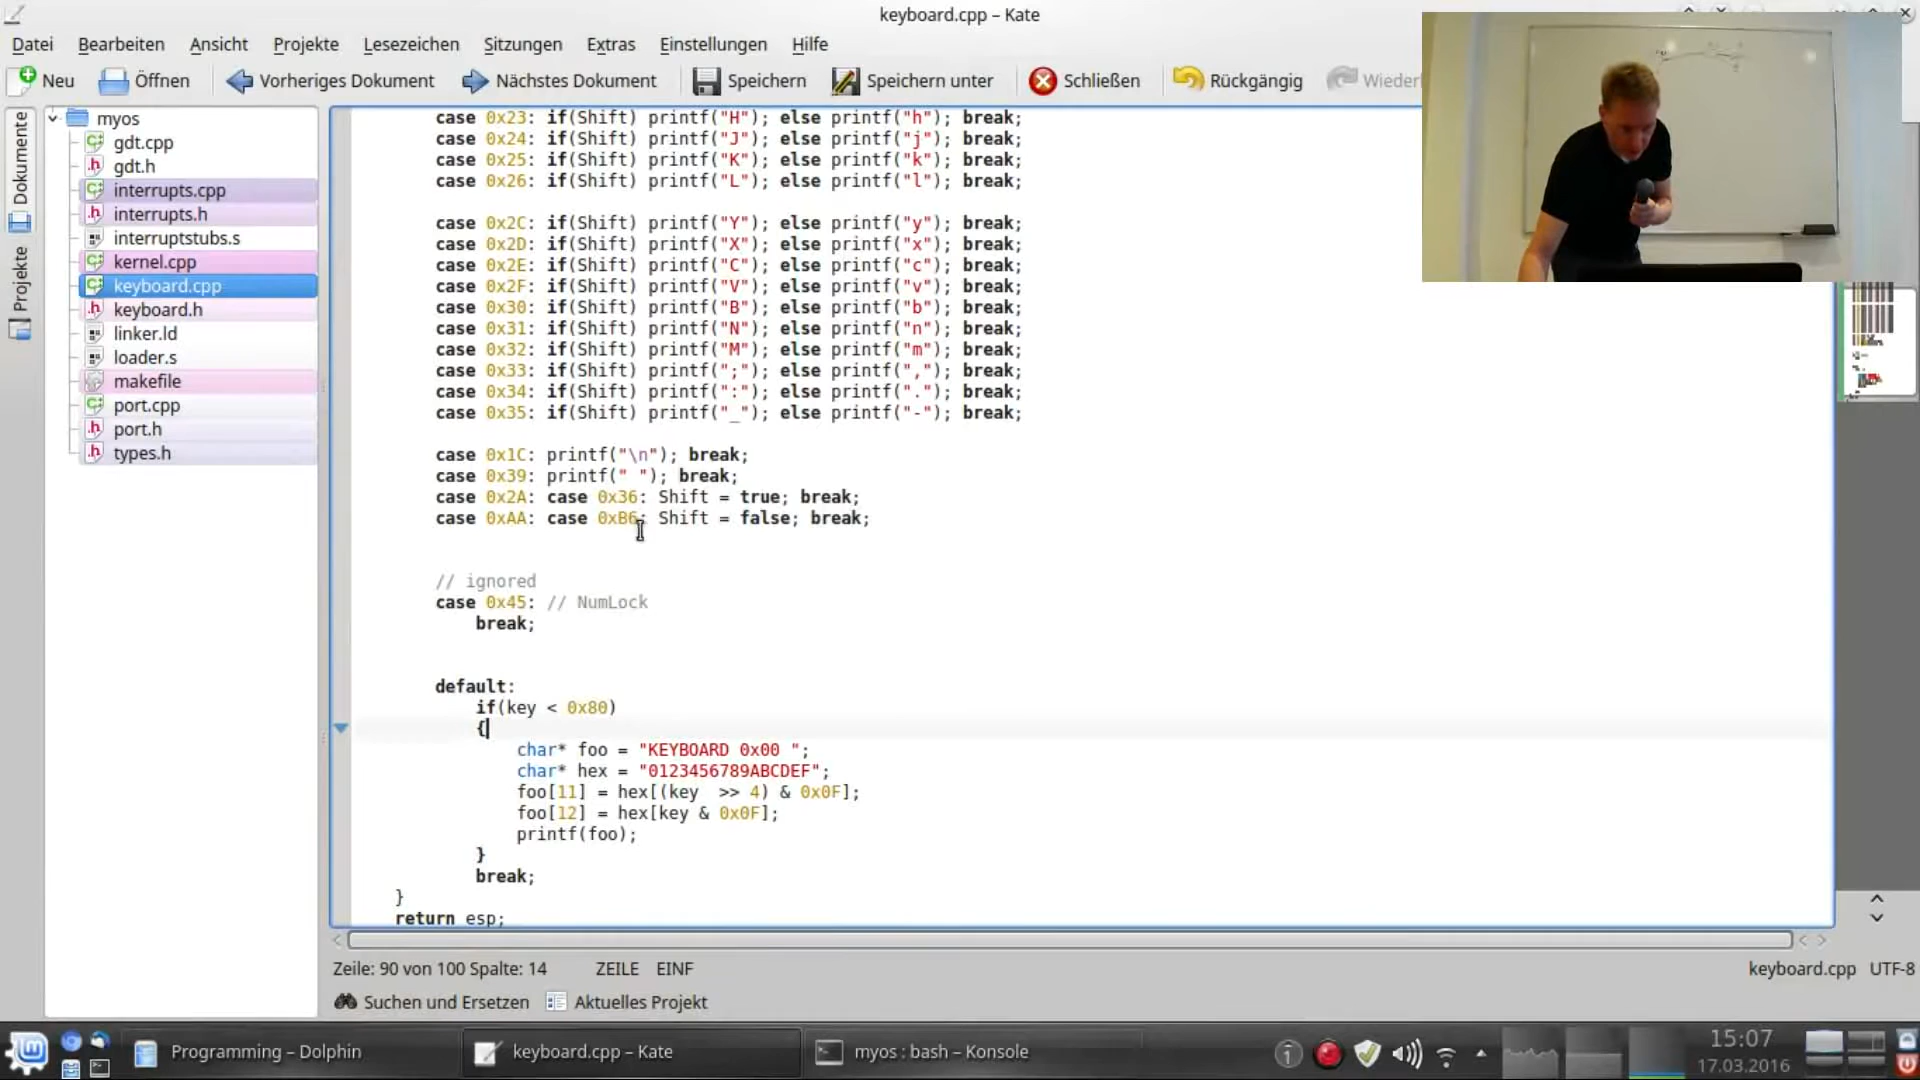 keyboard.cpp – Kate
Datei Bearbeiten Ansicht Projekte Lesezeichen Sitzungen Extras Einstellungen Hilfe
Neu Öffnen Vorheriges Dokument Nächstes Dokument Speichern Speichern unter Schließen Rückgängig
Dokumente
Projekte
myos
gdt.cpp
gdt.h
interrupts.cpp
interrupts.h
interruptstubs.s
kernel.cpp
keyboard.cpp
keyboard.h
linker.ld
loader.s
makefile
port.cpp
port.h
types.h
case 0x23: if(Shift) printf("H"); else printf("h"); break;
case 0x24: if(Shift) printf("J"); else printf("j"); break;
case 0x25: if(Shift) printf("K"); else printf("k"); break;
case 0x26: if(Shift) printf("L"); else printf("l"); break;
case 0x2C: if(Shift) printf("Y"); else printf("y"); break;
case 0x2D: if(Shift) printf("X"); else printf("x"); break;
case 0x2E: if(Shift) printf("C"); else printf("c"); break;
case 0x2F: if(Shift) printf("V"); else printf("v"); break;
case 0x30: if(Shift) printf("B"); else printf("b"); break;
case 0x31: if(Shift) printf("N"); else printf("n"); break;
case 0x32: if(Shift) printf("M"); else printf("m"); break;
case 0x33: if(Shift) printf(";"); else printf(","); break;
case 0x34: if(Shift) printf(":"); else printf("."); break;
case 0x35: if(Shift) printf("_"); else printf("-"); break;
case 0x1C: printf("\n"); break;
case 0x39: printf(" "); break;
case 0x2A: case 0x36: Shift = true; break;
case 0xAA: case 0xB6: Shift = false; break;
// ignored
case 0x45: // NumLock
break;
default:
if(key < 0x80)
{
char* foo = "KEYBOARD 0x00 ";
char* hex = "0123456789ABCDEF";
foo[11] = hex[(key  >> 4) & 0x0F];
foo[12] = hex[key & 0x0F];
printf(foo);
}
break;
}
return esp;
Zeile: 90 von 100 Spalte: 14 ZEILE EINF keyboard.cpp UTF-8
Suchen und Ersetzen Aktuelles Projekt
Programming – Dolphin keyboard.cpp – Kate myos : bash – Konsole 15:07
17.03.2016